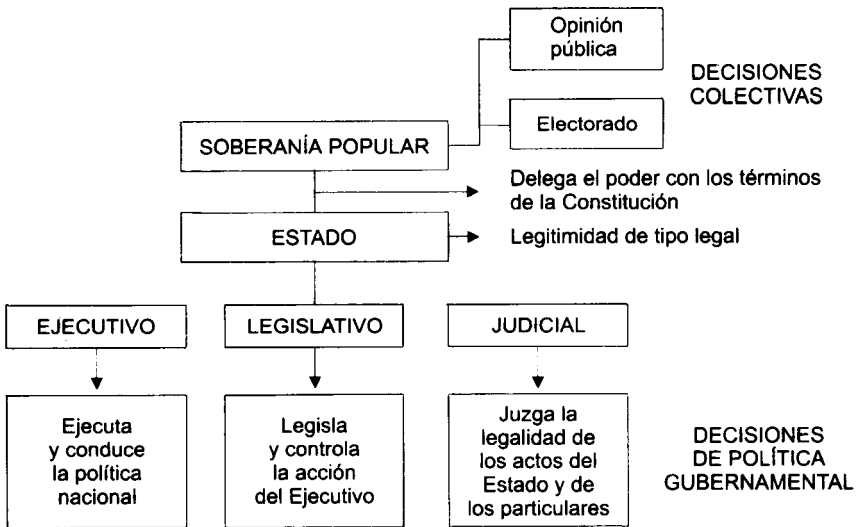 Opinión
pública
DECISIONES
COLECTIVAS
Electorado
SOBERANÍA POPULAR
Delega el poder con los términos
de la Constitución
ESTADO
Legitimidad de tipo legal
EJECUTIVO
LEGISLATIVO
JUDICIAL
Ejecuta
y conduce
la política
nacional
Legisla
y controla
la acción
del Ejecutivo
Juzga la
legalidad de
los actos del
Estado y de
los particulares
DECISIONES
DE POLÍTICA
GUBERNAMENTAL